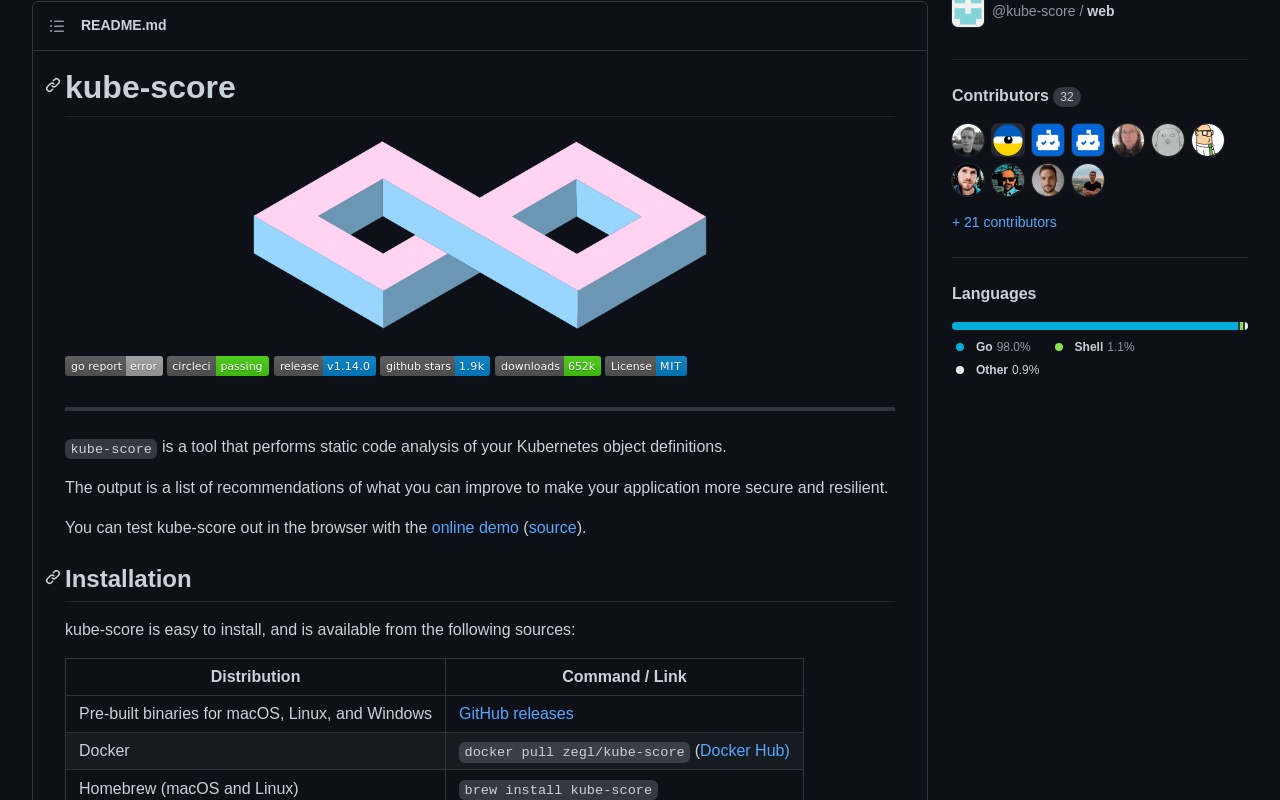 README.md
kube-score
go report error circleci passing release v1.14.0 github stars 1.9k downloads 652k License MIT
kube-score is a tool that performs static code analysis of your Kubernetes object definitions.
The output is a list of recommendations of what you can improve to make your application more secure and resilient.
You can test kube-score out in the browser with the online demo (source).
Installation
kube-score is easy to install, and is available from the following sources:
Distribution Command / Link
Pre-built binaries for macOS, Linux, and Windows GitHub releases
Docker docker pull zegl/kube-score (Docker Hub)
Homebrew (macOS and Linux) brew install kube-score
@kube-score / web
Contributors 32
+ 21 contributors
Languages
Go 98.0% Shell 1.1%
Other 0.9%